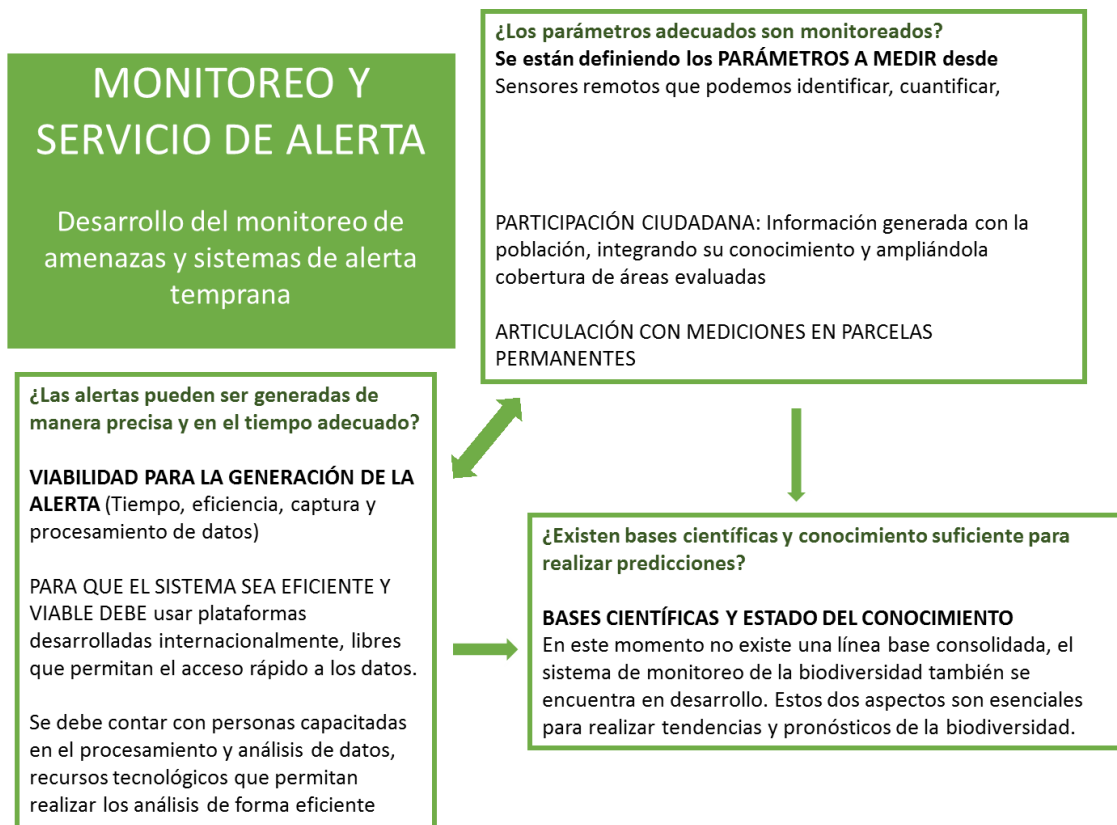 MONITOREO Y
SERVICIO DE ALERTA
Desarrollo del monitoreo de
amenazas y sistemas de alerta
temprana
¿Los parámetros adecuados son monitoreados?
Se están definiendo los PARÁMETROS A MEDIR desde
Sensores remotos que podemos identificar, cuantificar,
PARTICIPACIÓN CIUDADANA: Información generada con la
población, integrando su conocimiento y ampliándola
cobertura de áreas evaluadas
ARTICULACIÓN CON MEDICIONES EN PARCELAS
PERMANENTES
¿Las alertas pueden ser generadas de
manera precisa y en el tiempo adecuado?
VIABILIDAD PARA LA GENERACIÓN DE LA
ALERTA (Tiempo, eficiencia, captura y
procesamiento de datos)
PARA QUE EL SISTEMA SEA EFICIENTE Y
VIABLE DEBE usar plataformas
desarrolladas internacionalmente, libres
que permitan el acceso rápido a los datos.
Se debe contar con personas capacitadas
en el procesamiento y análisis de datos,
recursos tecnológicos que permitan
realizar los análisis de forma eficiente
¿Existen bases científicas y conocimiento suficiente para
realizar predicciones?
BASES CIENTÍFICAS Y ESTADO DEL CONOCIMIENTO
En este momento no existe una línea base consolidada, el
sistema de monitoreo de la biodiversidad también se
encuentra en desarrollo. Estos dos aspectos son esenciales
para realizar tendencias y pronósticos de la biodiversidad.